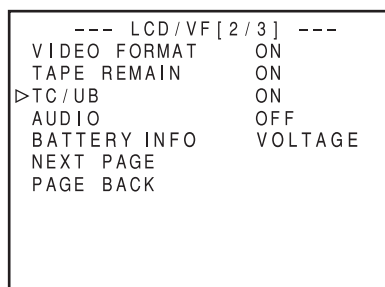 --- LCD/VF[2/3] ---
VIDEO FORMAT ON
TAPE REMAIN ON
▷TC/UB ON
AUDIO OFF
BATTERY INFO VOLTAGE
NEXT PAGE
PAGE BACK